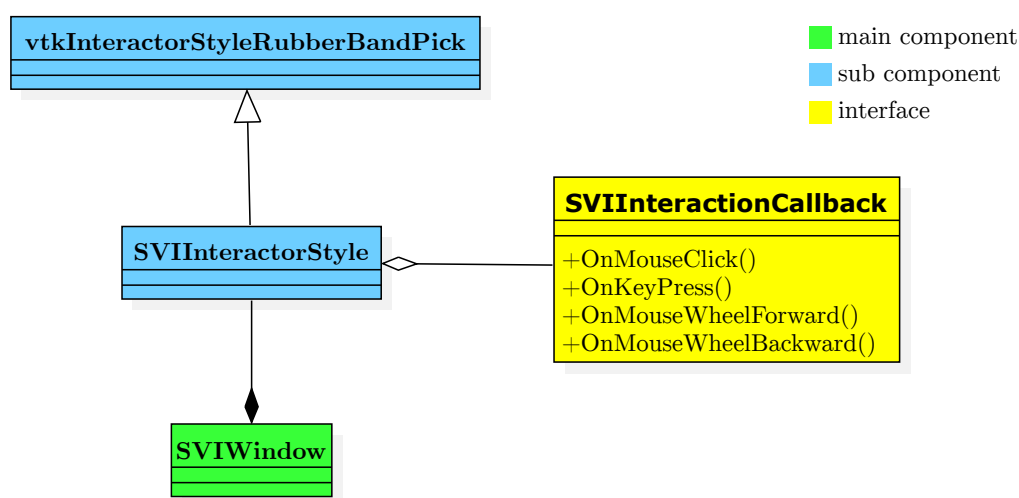 vtkInteractorStyleRubberBandPick
main component
sub component
interface
SVIInteractionCallback
+OnMouseClick()
+OnKeyPress()
+OnMouseWheelForward()
+OnMouseWheelBackward()
SVIInteractorStyle
SVIWindow